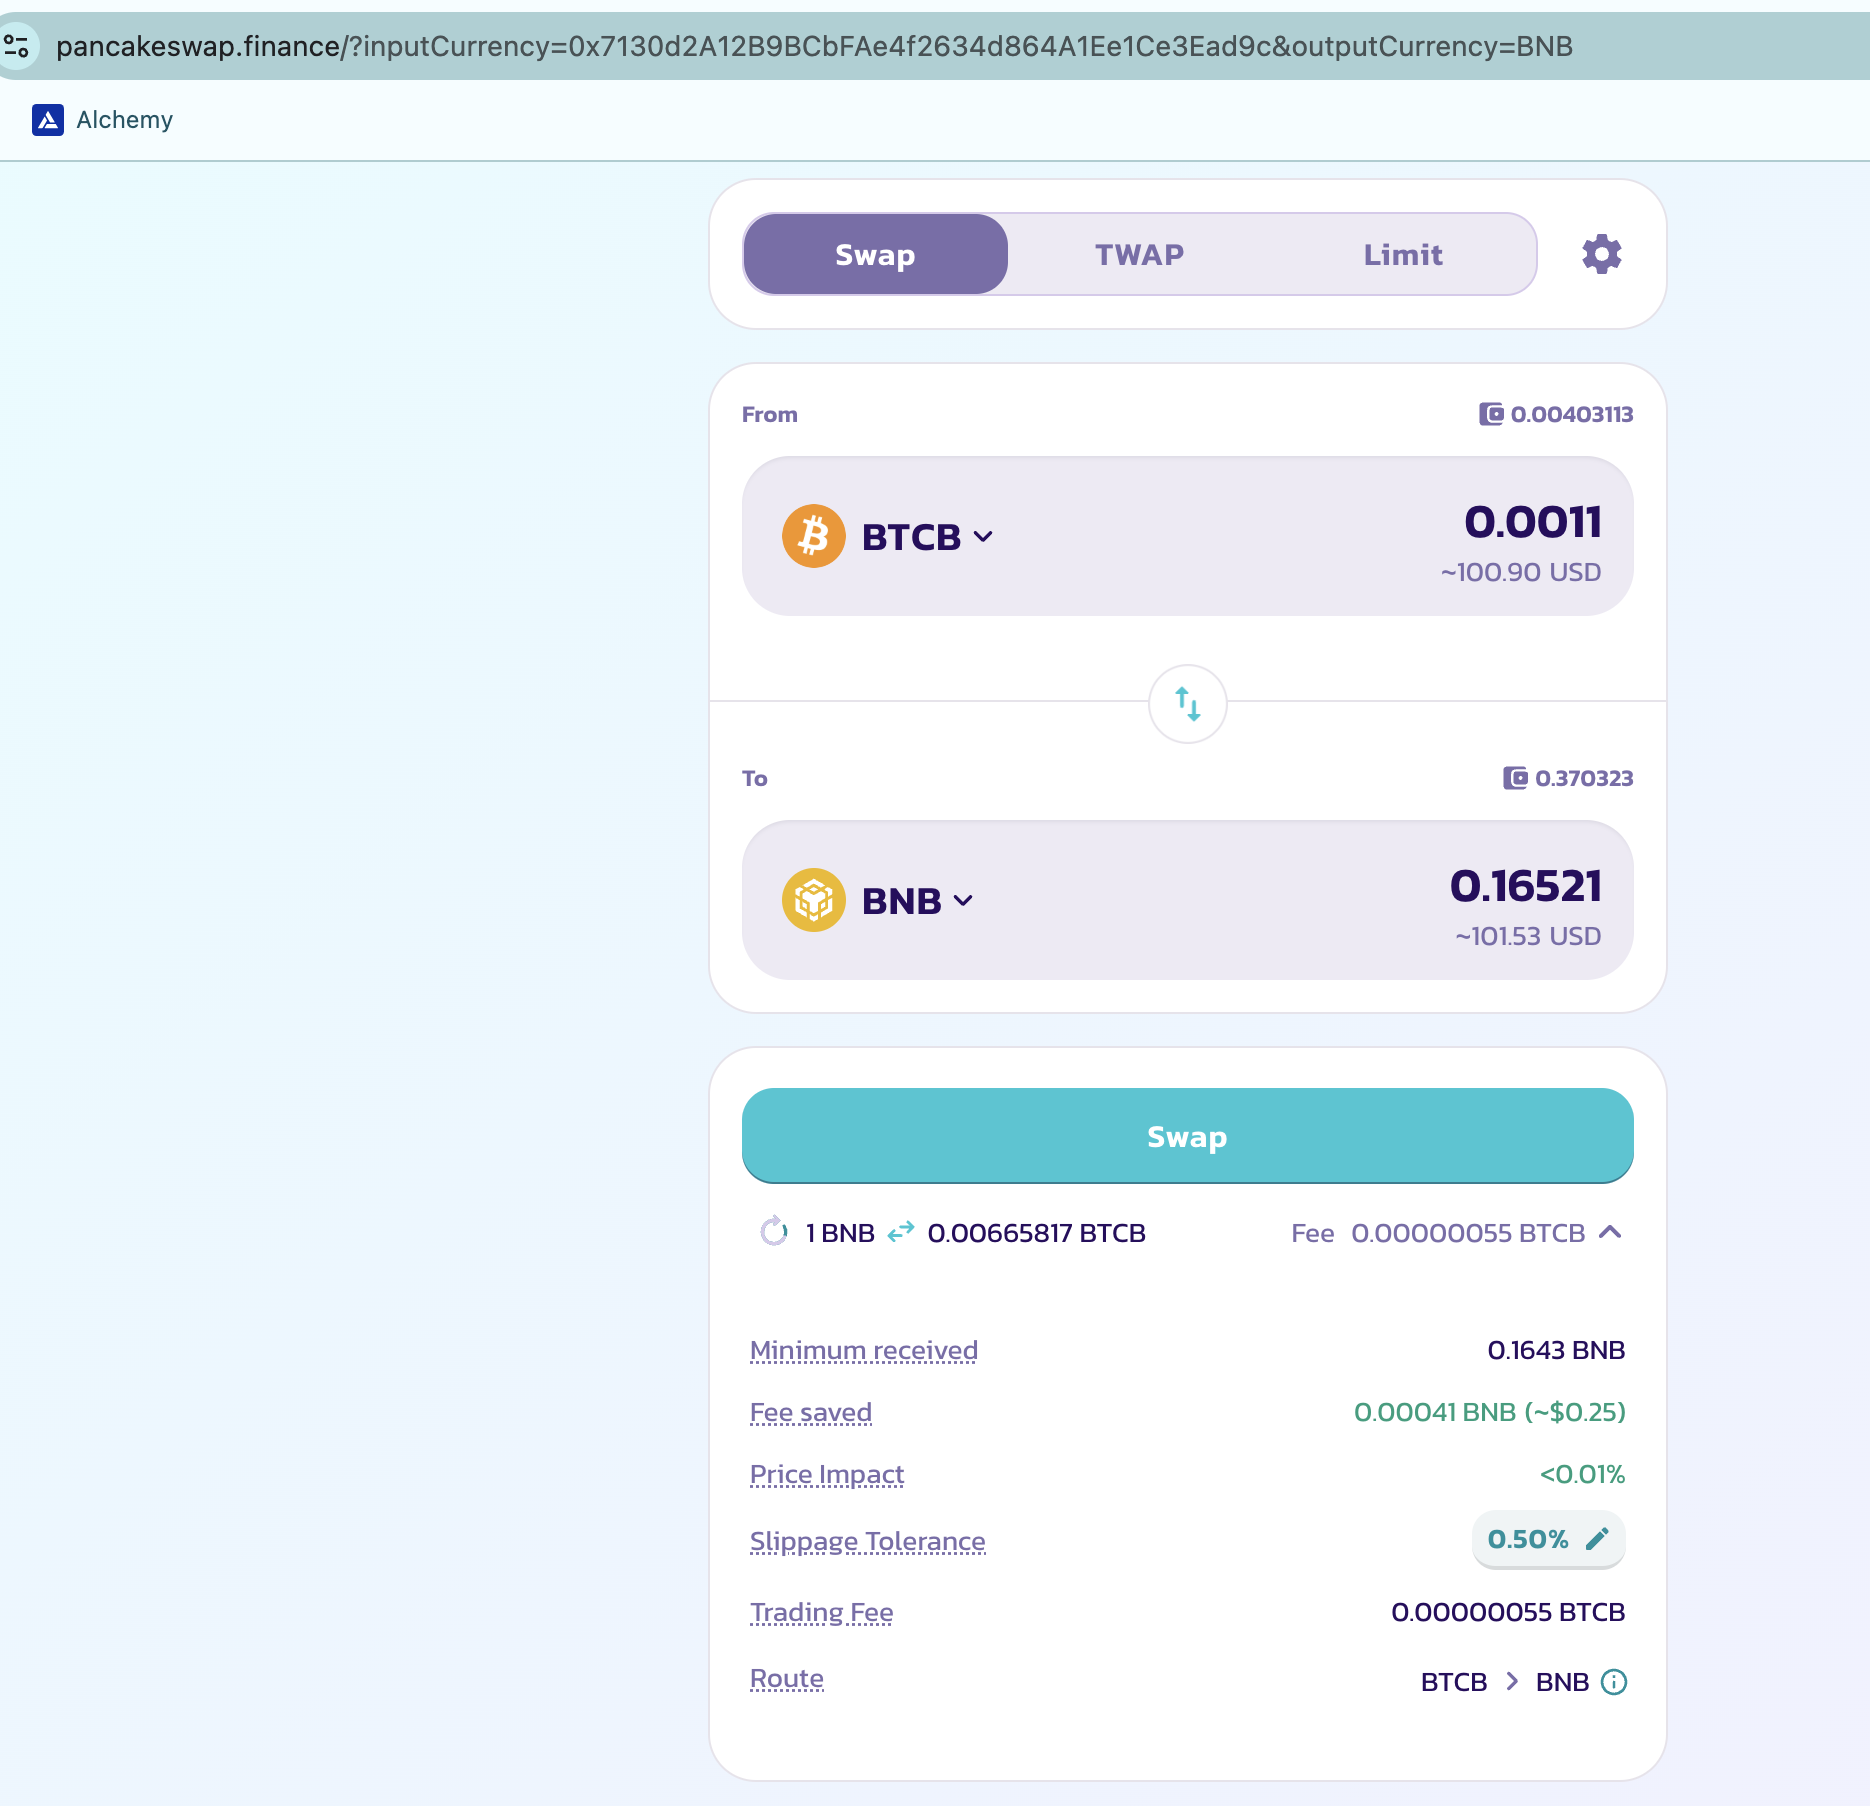 pancakeswap.finance/?inputCurrency=0x7130d2A12B9BCbFAe4f2634d864A1Ee1Ce3Ead9c&outputCurrency=BNB
Alchemy
Swap TWAP Limit
From 0.00403113
BTCB 0.0011
~100.90 USD
To 0.370323
BNB 0.16521
~101.53 USD
Swap
1 BNB 0.00665817 BTCB Fee 0.00000055 BTCB
Minimum received 0.1643 BNB
Fee saved 0.00041 BNB (~$0.25)
Price Impact <0.01%
Slippage Tolerance 0.50%
Trading Fee 0.00000055 BTCB
Route BTCB > BNB